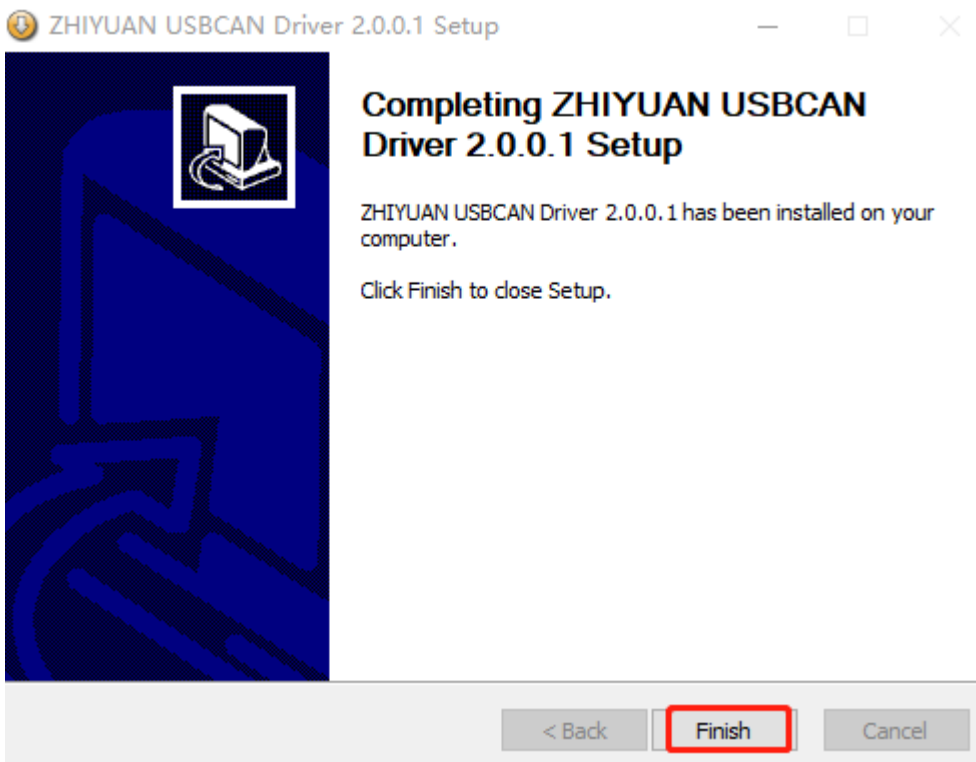 ZHIYUAN USBCAN Driver 2.0.0.1 Setup
Completing ZHIYUAN USBCAN
Driver 2.0.0.1 Setup
ZHIYUAN USBCAN Driver 2.0.0.1 has been installed on your
computer.
Click Finish to close Setup.
< Back
Finish
Cancel